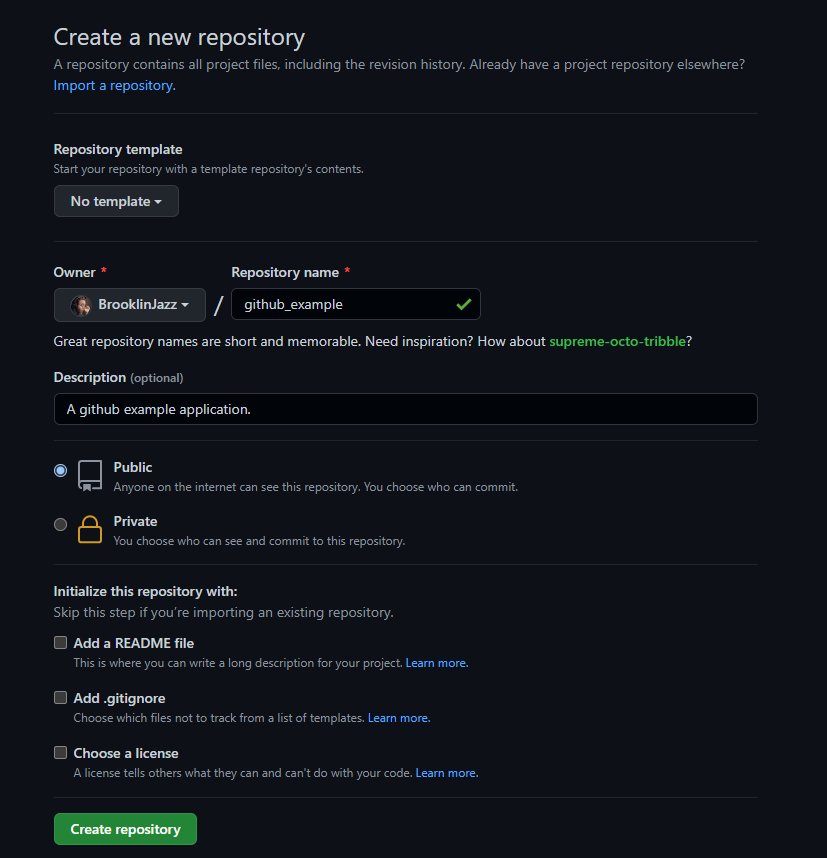 Create a new repository
A repository contains all project files, including the revision history. Already have a project repository elsewhere?
Import a repository.
Repository template
Start your repository with a template repository's contents.
No template
Owner * Repository name *
BrooklinJazz / github_example
Great repository names are short and memorable. Need inspiration? How about supreme-octo-tribble?
Description (optional)
A github example application.
Public
Anyone on the internet can see this repository. You choose who can commit.
Private
You choose who can see and commit to this repository.
Initialize this repository with:
Skip this step if you're importing an existing repository.
Add a README file
This is where you can write a long description for your project. Learn more.
Add .gitignore
Choose which files not to track from a list of templates. Learn more.
Choose a license
A license tells others what they can and can't do with your code. Learn more.
Create repository